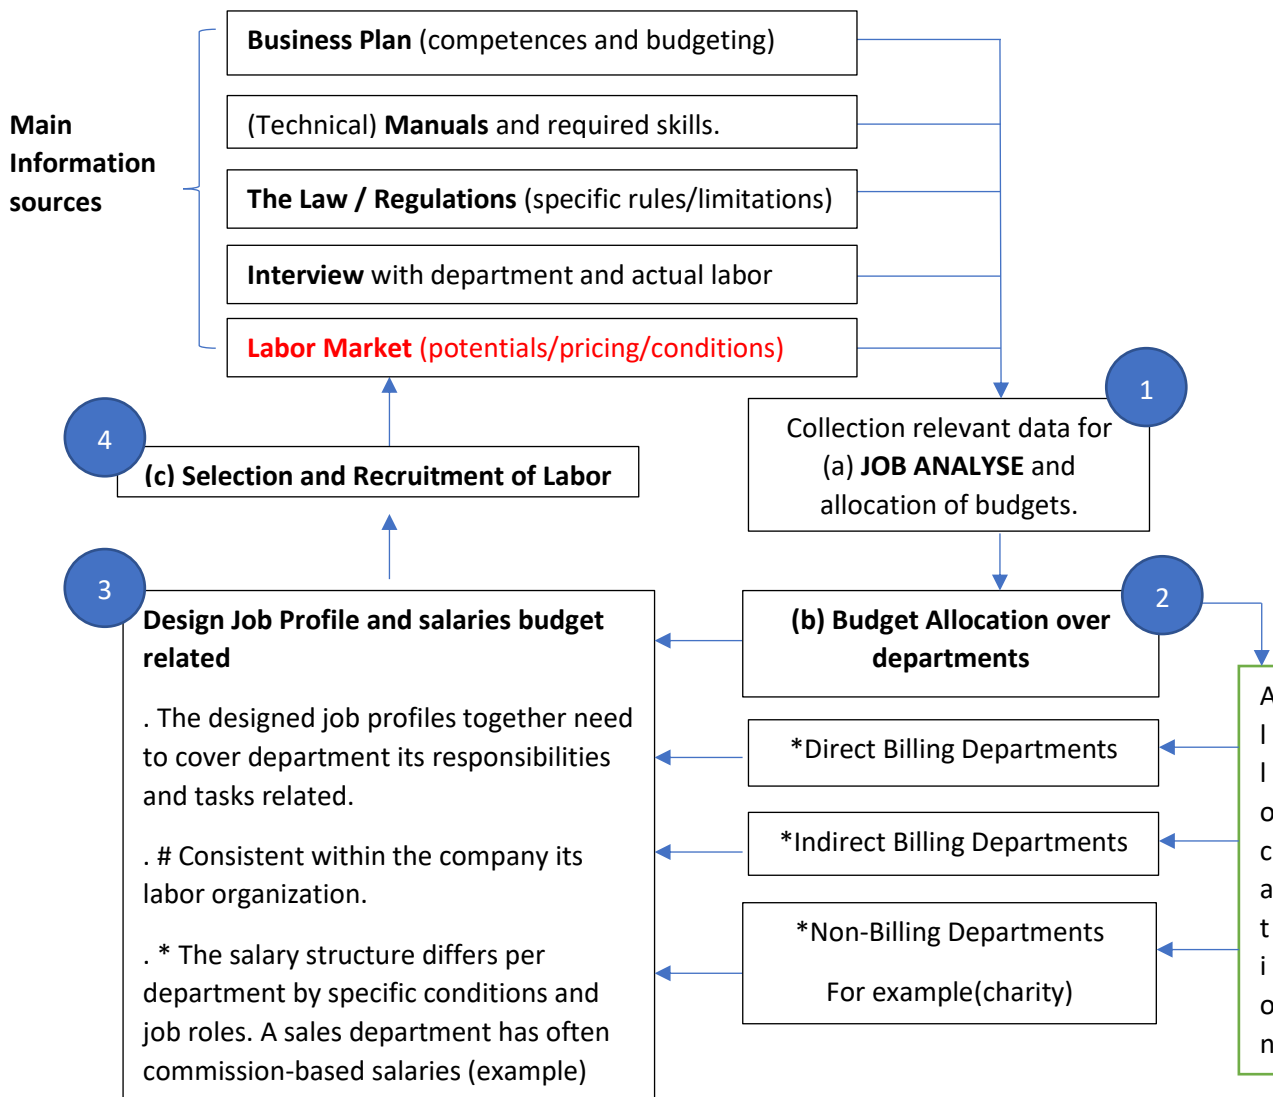 Business Plan (competences and budgeting)
Main
Information
sources
(Technical) Manuals and required skills.
The Law / Regulations (specific rules/limitations)
Interview with department and actual labor
Labor Market (potentials/pricing/conditions)
1
Collection relevant data for
(a) JOB ANALYSE and
allocation of budgets.
4
(c) Selection and Recruitment of Labor
2
(b) Budget Allocation over
departments
3
Design Job Profile and salaries budget
related
. The designed job profiles together need
to cover department its responsibilities
and tasks related.
. # Consistent within the company its
labor organization.
. * The salary structure differs per
department by specific conditions and
job roles. A sales department has often
commission-based salaries (example)
*Direct Billing Departments
*Indirect Billing Departments
*Non-Billing Departments
For example(charity)
A
l
l
o
c
a
t
i
o
n